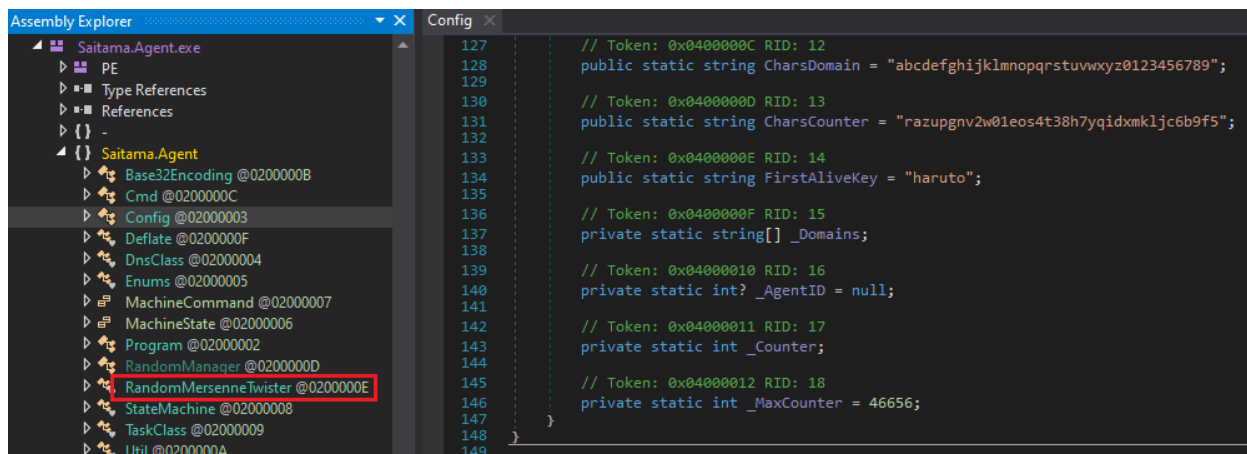 Assembly Explorer
Saitama.Agent.exe
PE
Type References
References
{ } -
{ } Saitama.Agent
Base32Encoding @0200000B
Cmd @0200000C
Config @02000003
Deflate @0200000F
DnsClass @02000004
Enums @02000005
MachineCommand @02000007
MachineState @02000006
Program @02000002
RandomManager @0200000D
RandomMersenneTwister @0200000E
StateMachine @02000008
TaskClass @02000009
Util @0200000A
Config
127 // Token: 0x0400000C RID: 12
128 public static string CharsDomain = "abcdefghijklmnopqrstuvwxyz0123456789";
129
130 // Token: 0x0400000D RID: 13
131 public static string CharsCounter = "razupgnv2w01eos4t38h7yqidxmkljc6b9f5";
132
133 // Token: 0x0400000E RID: 14
134 public static string FirstAliveKey = "haruto";
135
136 // Token: 0x0400000F RID: 15
137 private static string[] _Domains;
138
139 // Token: 0x04000010 RID: 16
140 private static int? _AgentID = null;
141
142 // Token: 0x04000011 RID: 17
143 private static int _Counter;
144
145 // Token: 0x04000012 RID: 18
146 private static int _MaxCounter = 46656;
147 }
148 }
149